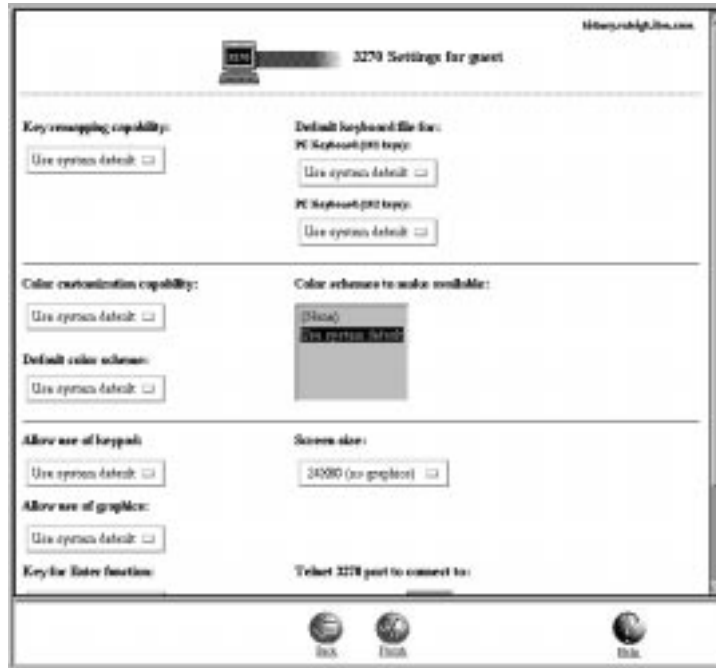 3270
3270 Settings for guest
Key remapping capability:
Use system default
Default keyboard file for:
PC Keyboard(101 keys):
Use system default
PC Keyboard(102 keys):
Use system default
Color customization capability:
Use system default
Default color scheme:
Use system default
Color schemes to make available:
(None)
Use system default
Allow use of keypad:
Use system default
Allow use of graphics:
Use system default
Key for Enter function:
Screen size:
24X80 (no graphics)
Telnet 3270 port to connect to:
Back
Finish
Help